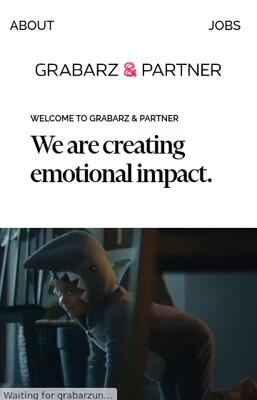 ABOUT
JOBS
GRABARZ & PARTNER
WELCOME TO GRABARZ & PARTNER
We are creating
emotional impact.
Waiting for grabarzun...